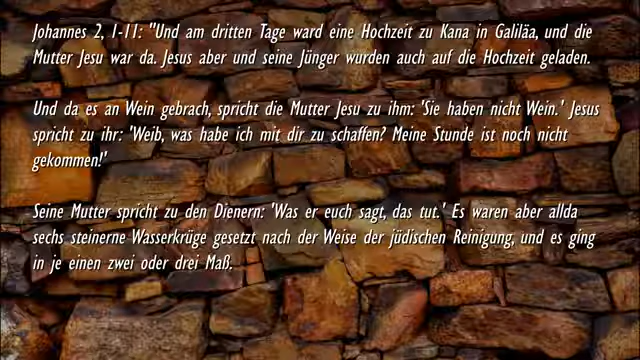 Johannes 2, 1-11: "Und am dritten Tage ward eine Hochzeit zu Kana in Galiläa, und die
Mutter Jesu war da. Jesus aber und seine Jünger wurden auch auf die Hochzeit geladen.
Und da es an Wein gebrach, spricht die Mutter Jesu zu ihm: 'Sie haben nicht Wein.' Jesus
spricht zu ihr: 'Weib, was habe ich mit dir zu schaffen? Meine Stunde ist noch nicht
gekommen!'
Seine Mutter spricht zu den Dienern: 'Was er euch sagt, das tut.' Es waren aber allda
sechs steinerne Wasserkrüge gesetzt nach der Weise der jüdischen Reinigung, und es ging
in je einen zwei oder drei Maß.